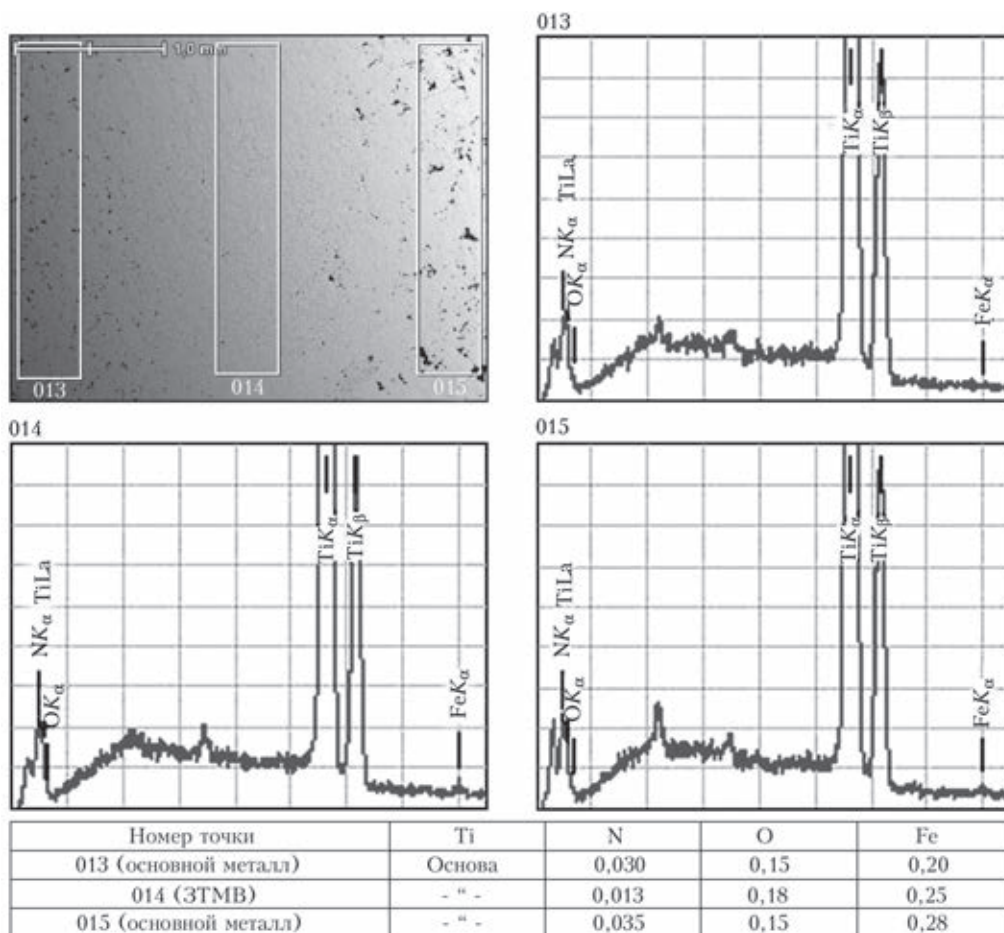 013
1,0 mm
013
014
015
NKα TiLa
OKα
TiKα
TiKβ
FeKα
014
NKα TiLa
OKα
TiKα
TiKβ
FeKα
015
NKα TiLa
OKα
TiKα
TiKβ
FeKα
Номер точки Ti N O Fe
013 (основной металл) Основа 0,030 0,15 0,20
014 (ЗТМВ) - “ - 0,013 0,18 0,25
015 (основной металл) - “ - 0,035 0,15 0,28